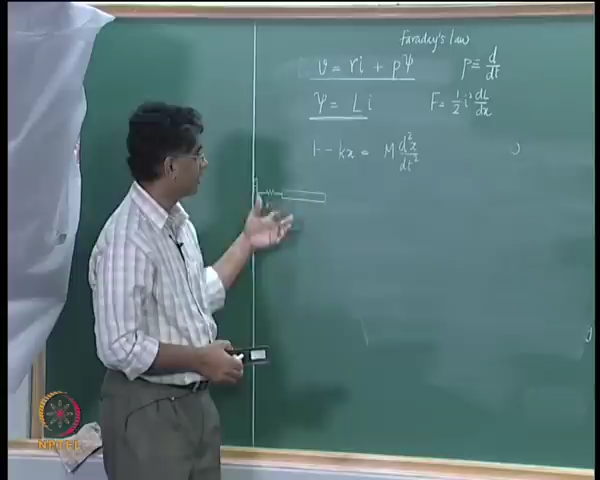 Faraday's law
v = ri + pψ p ≡ d/dt
ψ = Li F = 1/2 i² dL/dx
- kx = M d²x/dt²
NPTEL